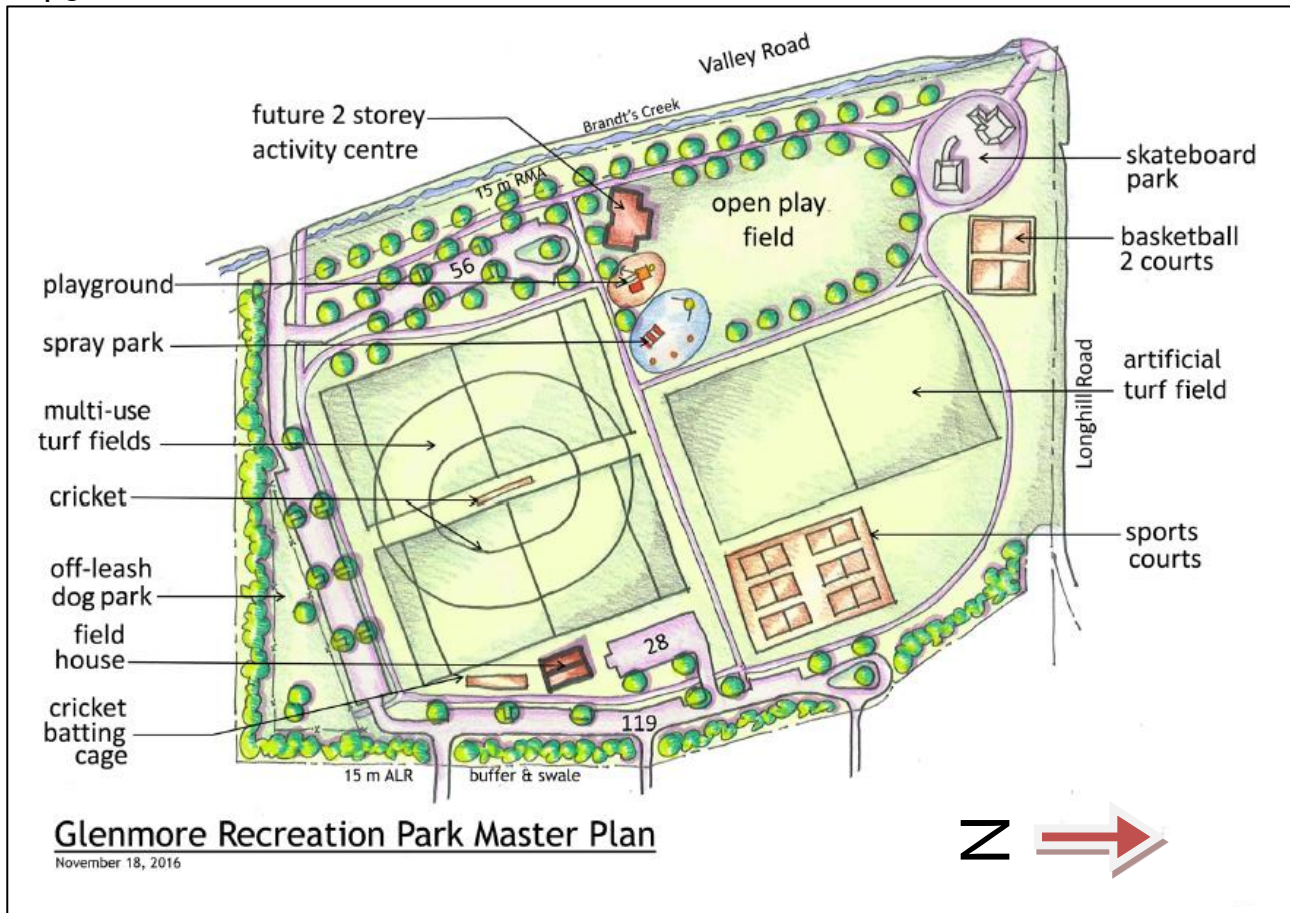 Valley Road
Brandt's Creek
future 2 storey
activity centre
15 m RMA
open play
field
skateboard
park
basketball
2 courts
56
playground
spray park
artificial
turf field
Longhill Road
multi-use
turf fields
cricket
sports
courts
off-leash
dog park
field
house
28
cricket
batting
cage
119
15 m ALR
buffer & swale
Glenmore Recreation Park Master Plan
November 18, 2016
N